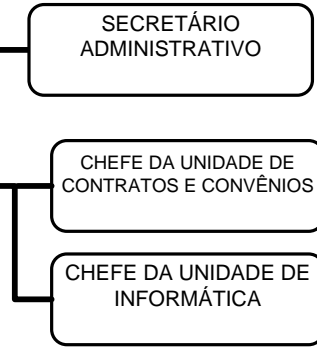 SECRETÁRIO
ADMINISTRATIVO
CHEFE DA UNIDADE DE
CONTRATOS E CONVÊNIOS
CHEFE DA UNIDADE DE
INFORMÁTICA